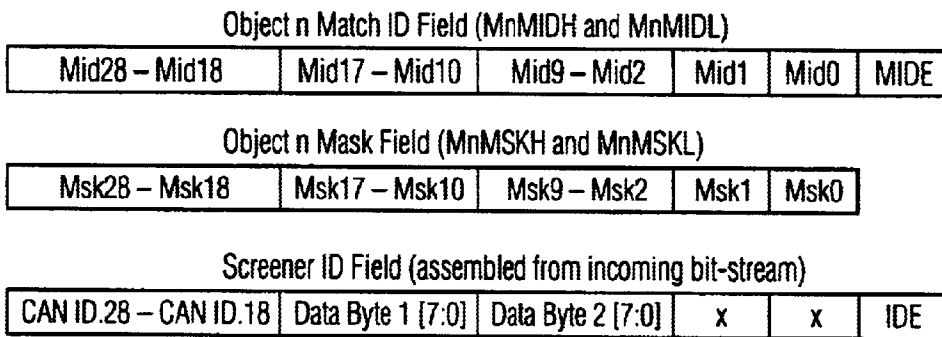 Object n Match ID Field (MnMIDH and MnMIDL)
Mid28 – Mid18 Mid17 – Mid10 Mid9 – Mid2 Mid1 Mid0 MIDE
Object n Mask Field (MnMSKH and MnMSKL)
Msk28 – Msk18 Msk17 – Msk10 Msk9 – Msk2 Msk1 Msk0
Screener ID Field (assembled from incoming bit-stream)
CAN ID.28 – CAN ID.18 Data Byte 1 [7:0] Data Byte 2 [7:0] x x IDE